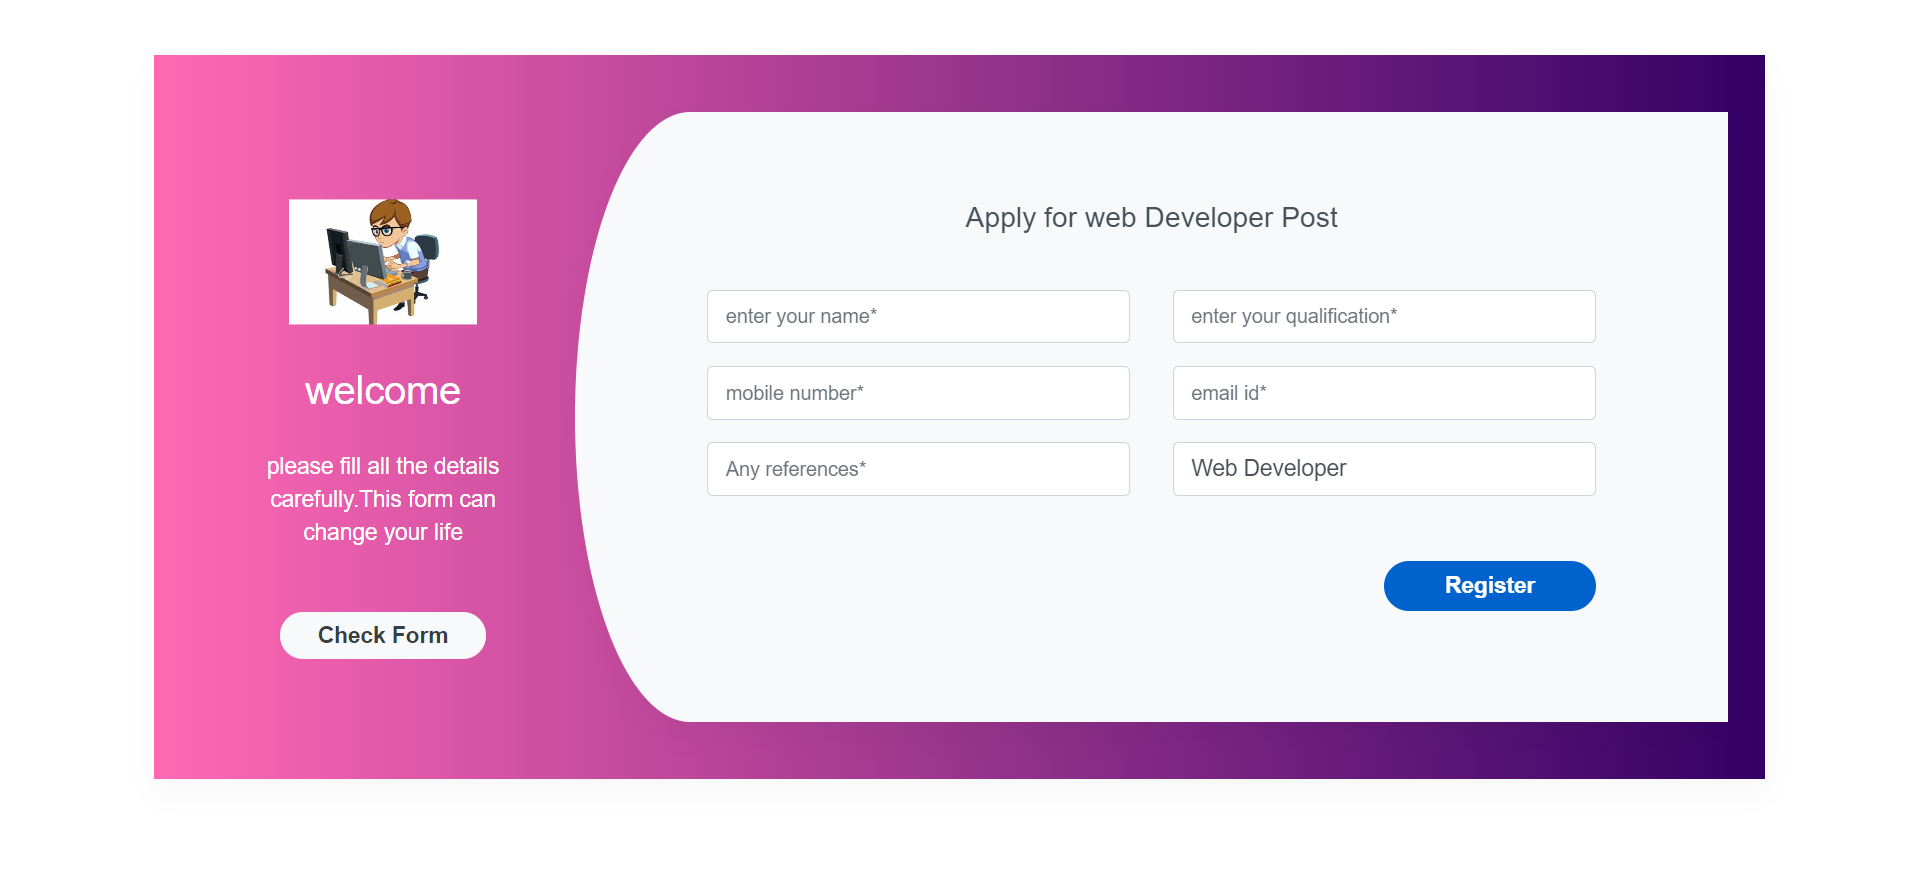 welcome
please fill all the details
carefully.This form can
change your life
Check Form
Apply for web Developer Post
enter your name*
enter your qualification*
mobile number*
email id*
Any references*
Web Developer
Register